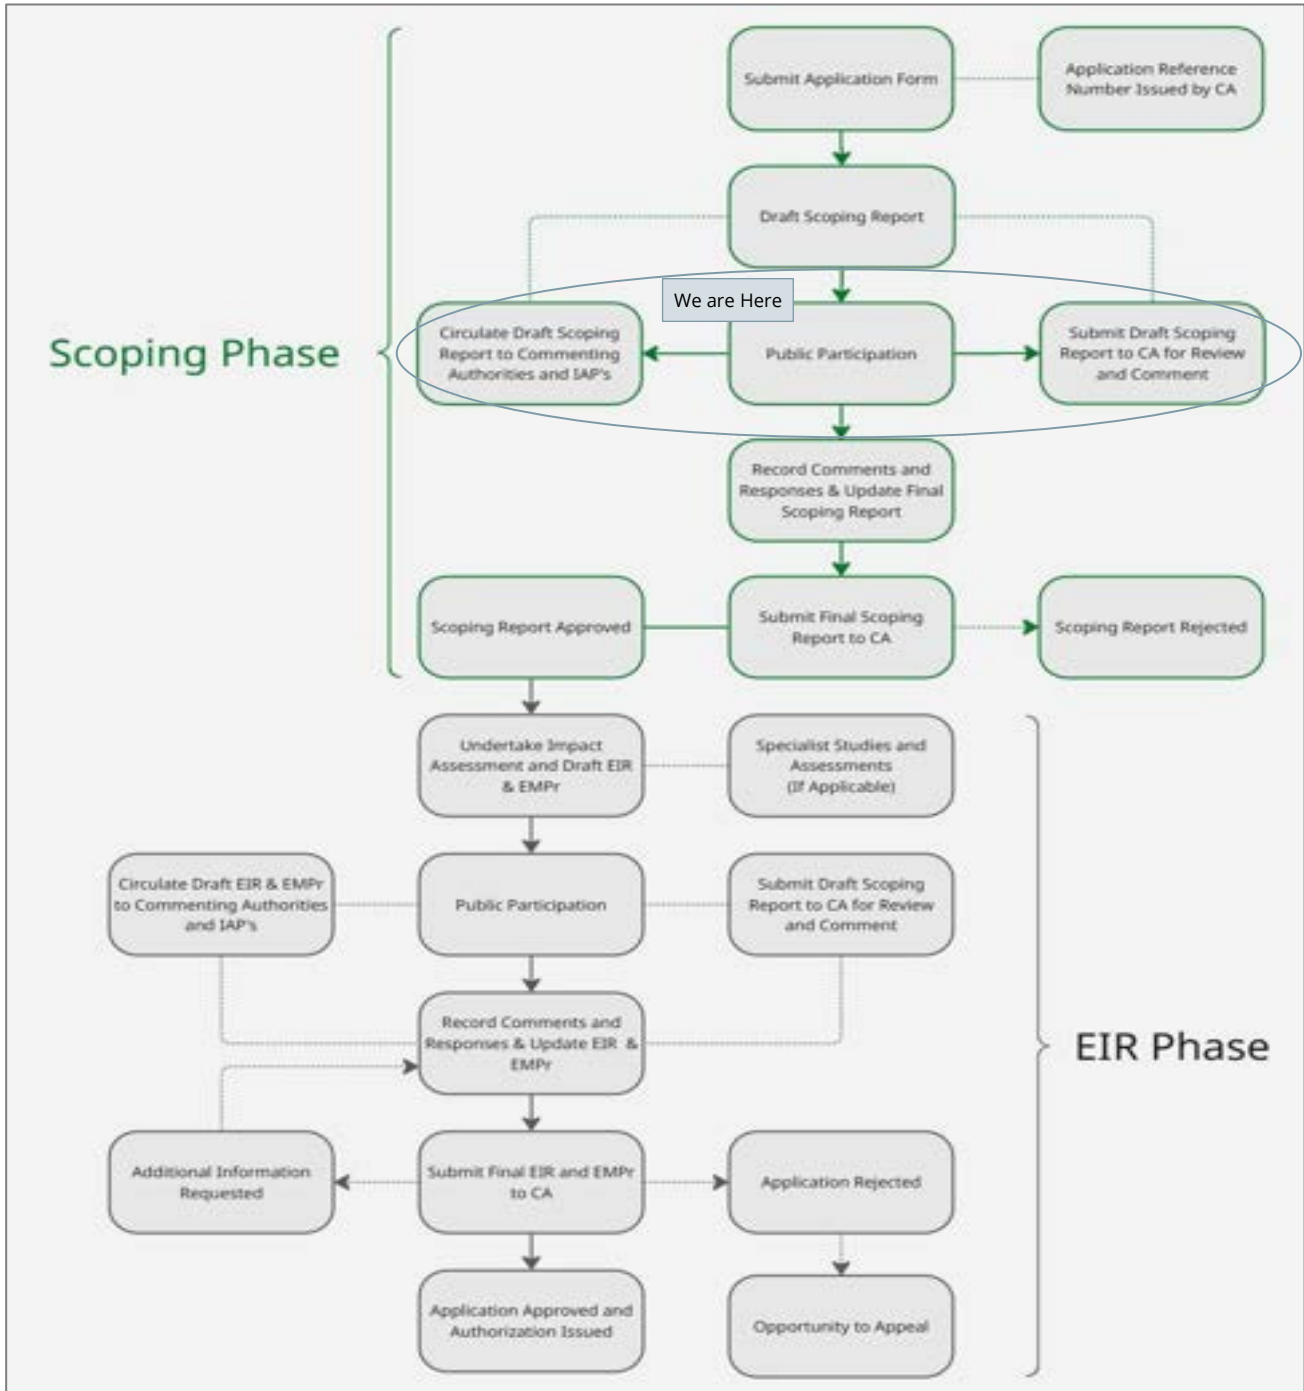 Submit Application Form
Application Reference
Number Issued by CA
Draft Scoping Report
We are Here
Scoping Phase
Circulate Draft Scoping
Report to Commenting
Authorities and IAP's
Public Participation
Submit Draft Scoping
Report to CA for Review
and Comment
Record Comments and
Responses & Update Final
Scoping Report
Scoping Report Approved
Submit Final Scoping
Report to CA
Scoping Report Rejected
Undertake Impact
Assessment and Draft EIR
& EMPr
Specialist Studies and
Assessments
(If Applicable)
Circulate Draft EIR & EMPr
to Commenting Authorities
and IAP's
Public Participation
Submit Draft Scoping
Report to CA for Review
and Comment
Record Comments and
Responses & Update EIR &
EMPr
EIR Phase
Additional Information
Requested
Submit Final EIR and EMPr
to CA
Application Rejected
Application Approved and
Authorization Issued
Opportunity to Appeal